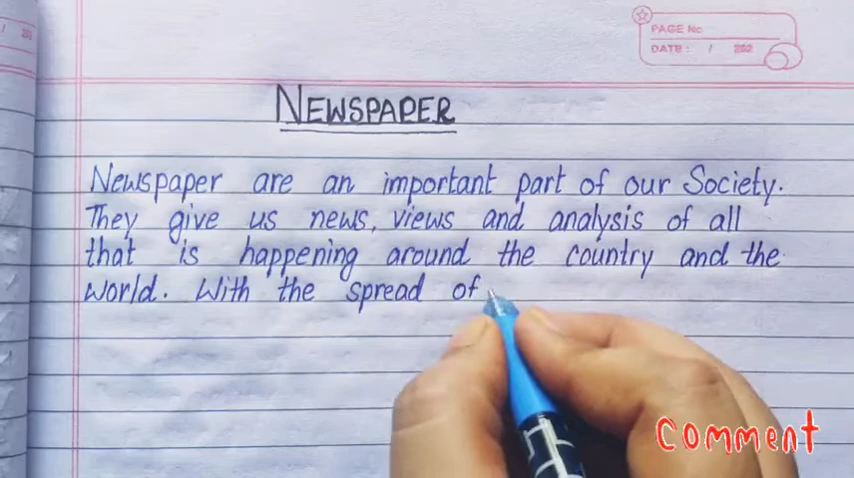 PAGE No
DATE : / 202
NEWSPAPER
Newspaper are an important part of our Society.
They give us news, views and analysis of all
that is happening around the country and the
world. With the spread of
Comment